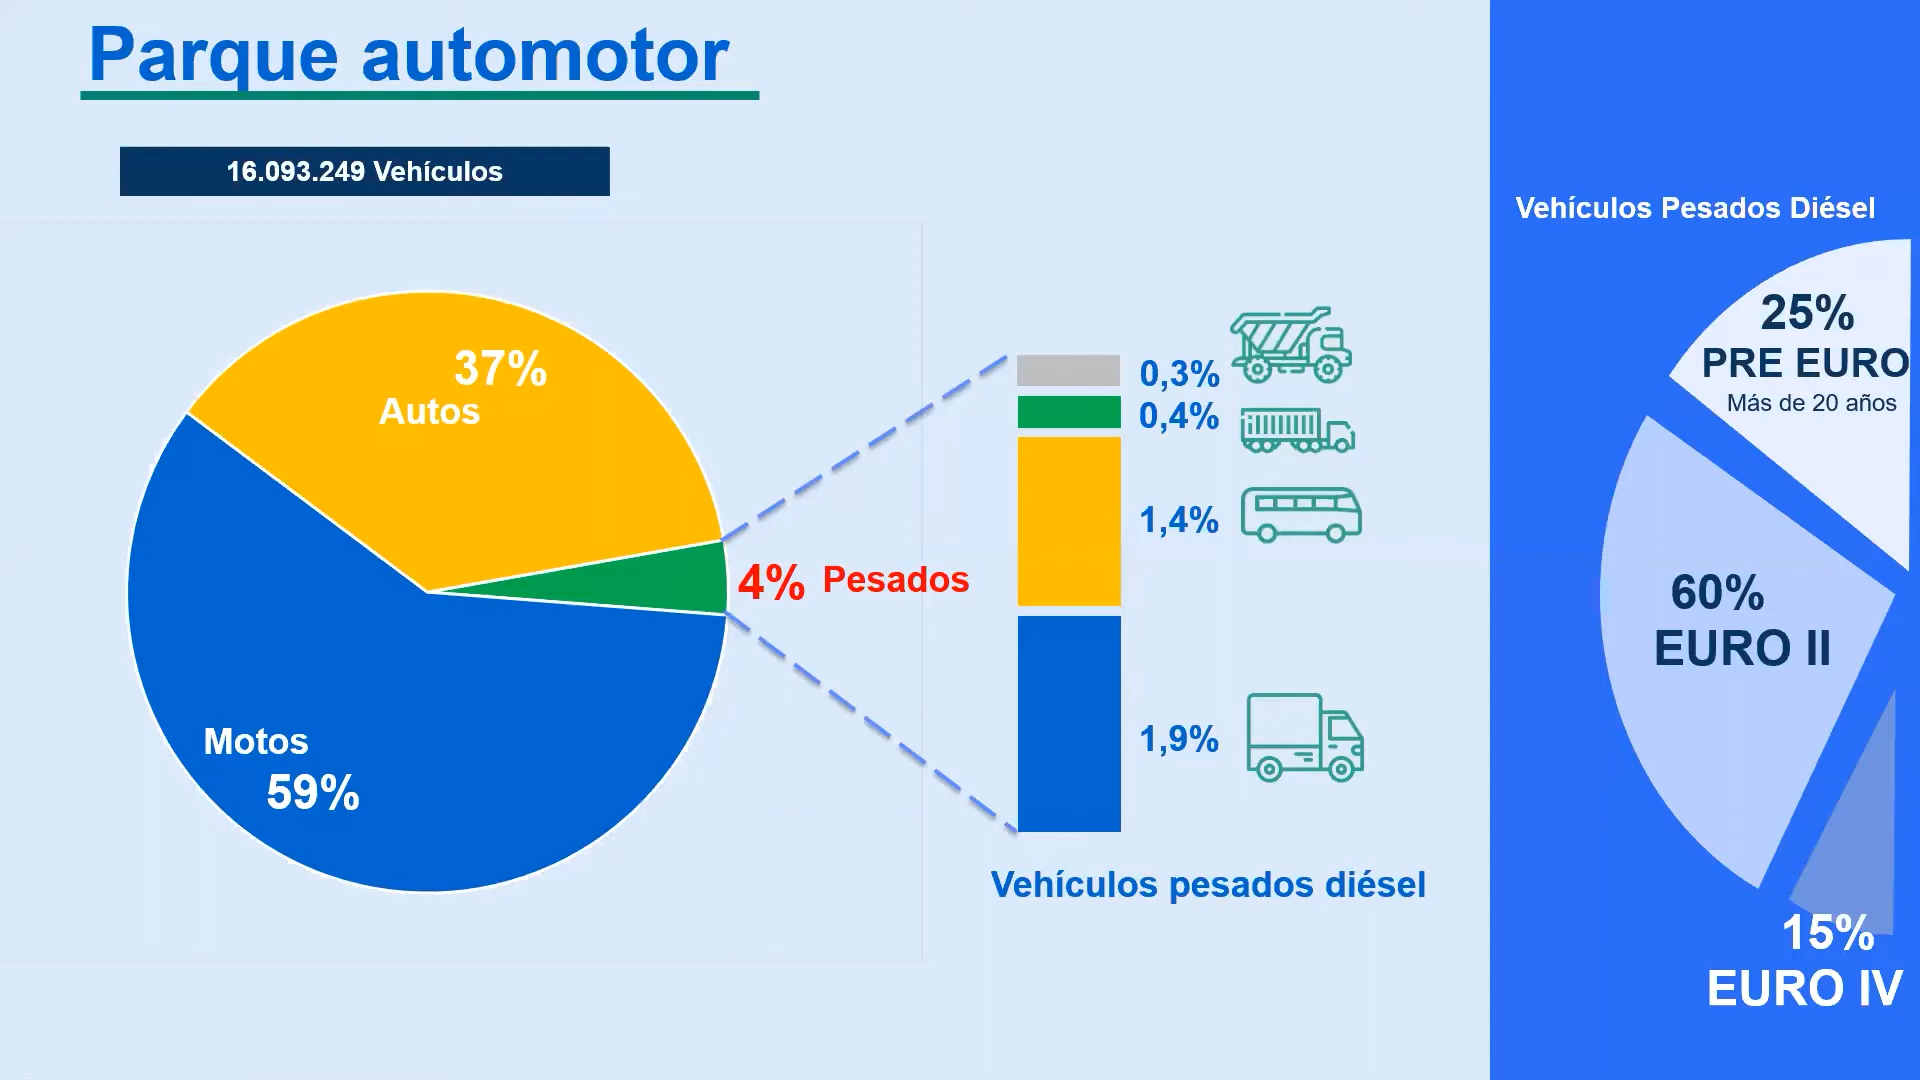 Parque automotor
16.093.249 Vehículos
37%
Autos
4% Pesados
Motos
59%
0,3%
0,4%
1,4%
1,9%
Vehículos pesados diésel
Vehículos Pesados Diésel
25%
PRE EURO
Más de 20 años
60%
EURO II
15%
EURO IV